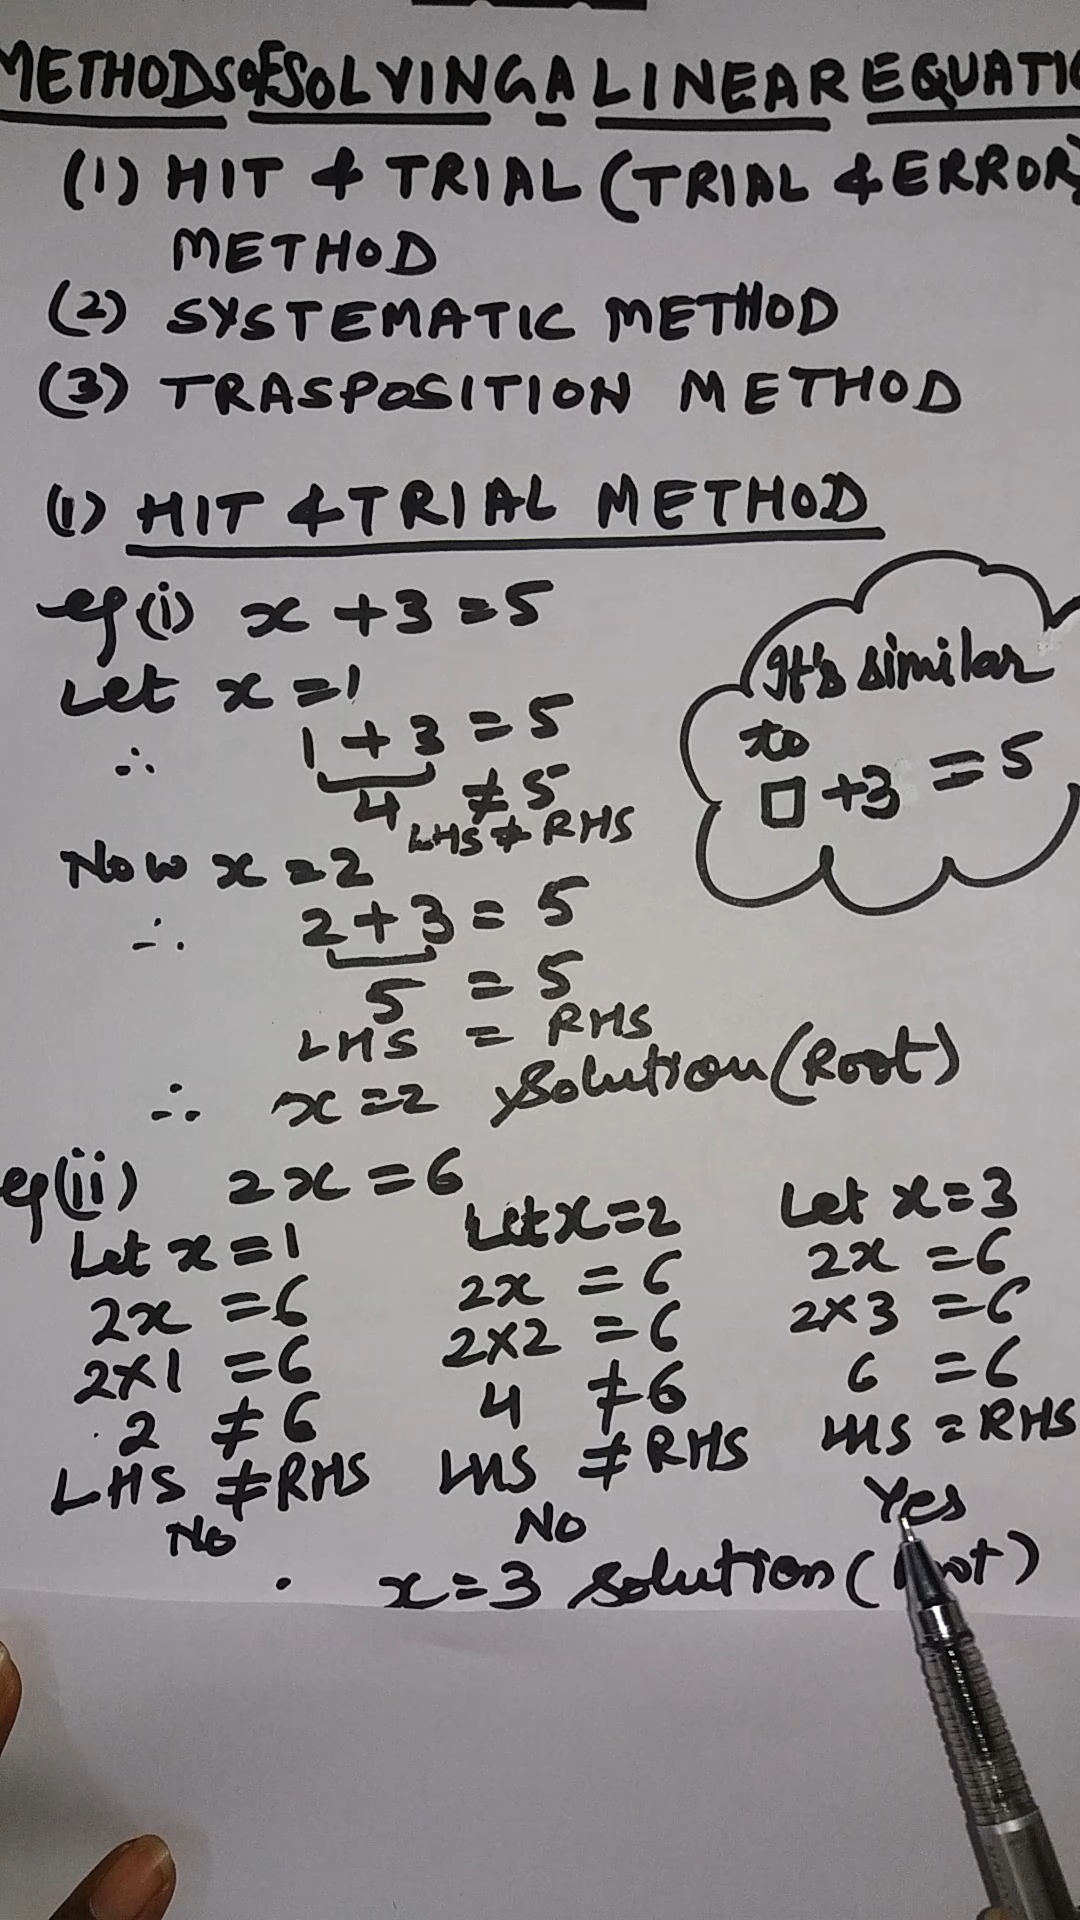 METHODS OF SOLVING A LINEAR EQUATIO
(1) HIT & TRIAL (TRIAL & ERROR)
METHOD
(2) SYSTEMATIC METHOD
(3) TRASPOSITION METHOD
(1) HIT & TRIAL METHOD
eg(i) x + 3 = 5
Let x = 1
∴ 1 + 3 = 5
4 ≠ 5
LHS ≠ RHS
It's similar
to
□ + 3 = 5
Now x = 2
∴ 2 + 3 = 5
5 = 5
LHS = RHS
∴ x = 2 Solution (Root)
eg(ii) 2x = 6
Let x = 1
2x = 6
2×1 = 6
2 ≠ 6
LHS ≠ RHS
No
Let x = 2
2x = 6
2×2 = 6
4 ≠ 6
LHS ≠ RHS
No
Let x = 3
2x = 6
2×3 = 6
6 = 6
LHS = RHS
Yes
x = 3 Solution (